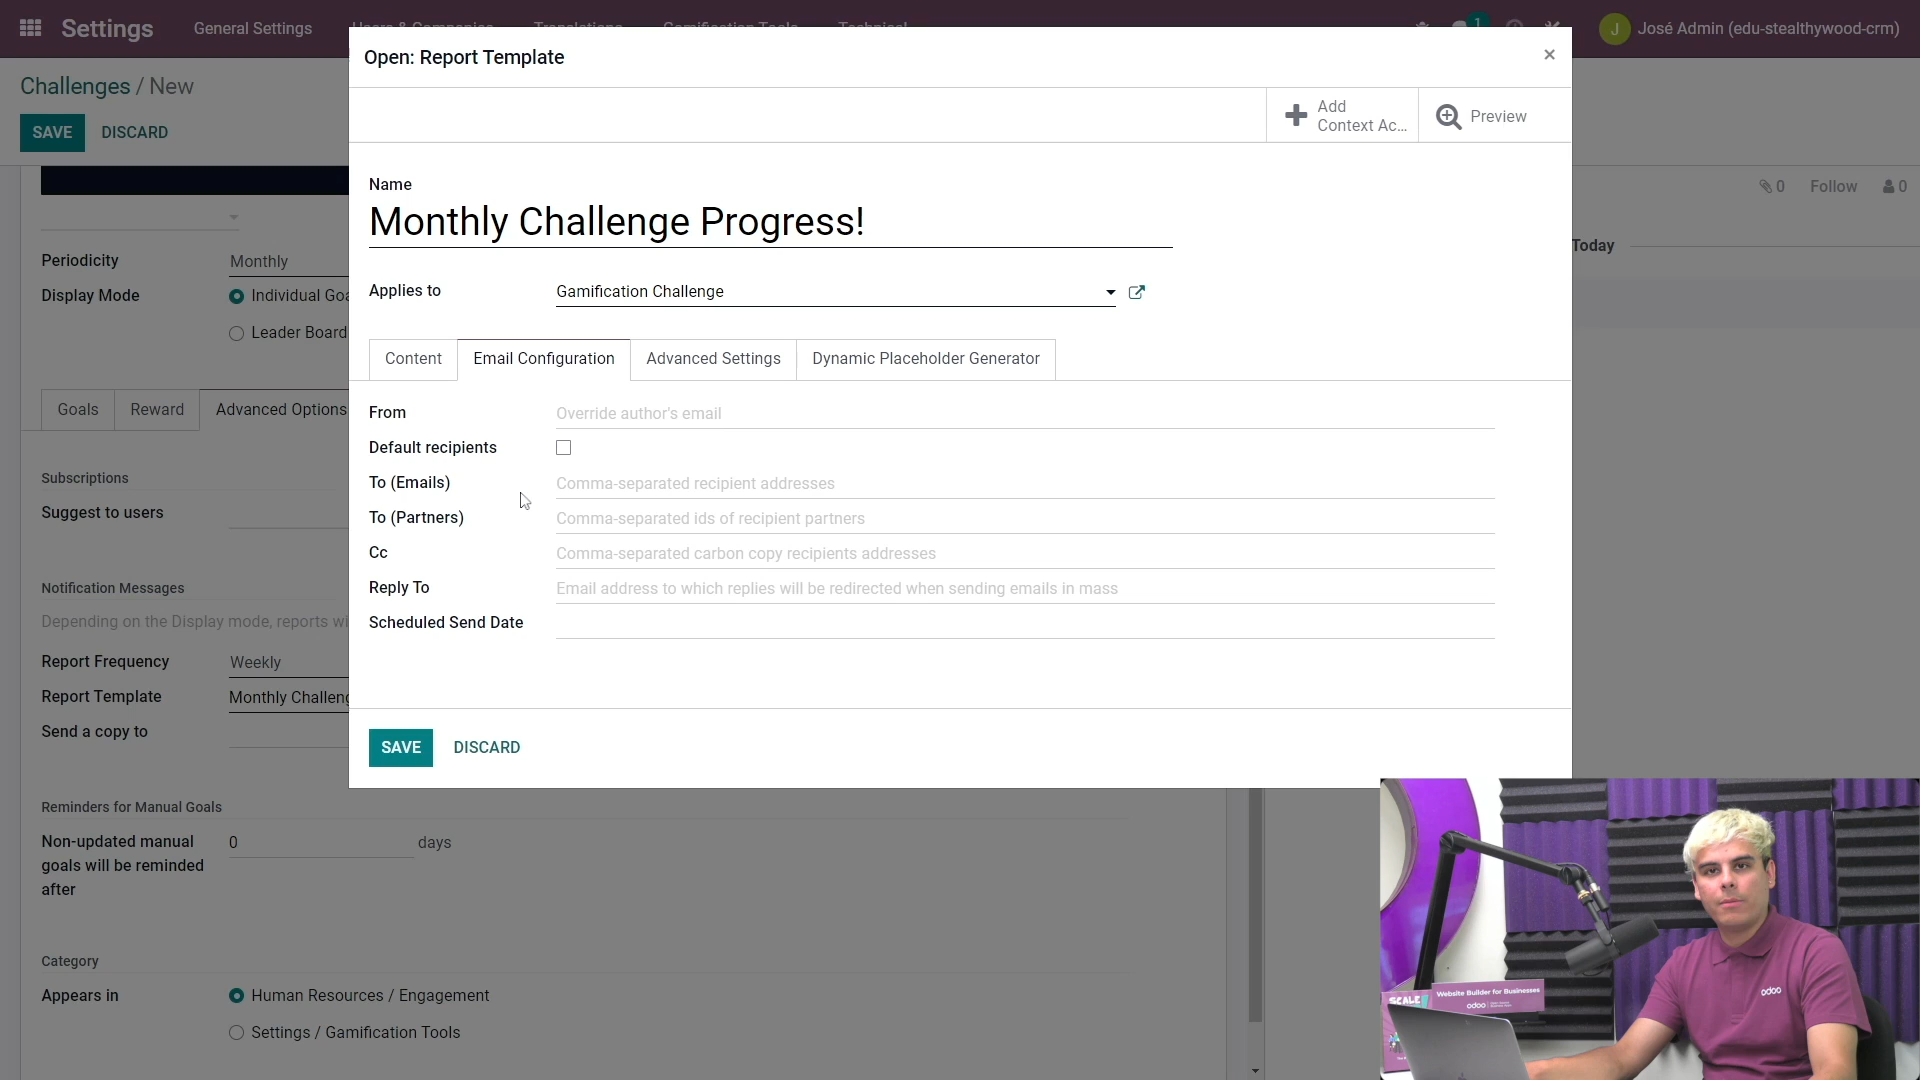 Settings
General Settings
Users & Companies
Translations
Gamification Tools
Technical
1
J
José Admin (edu-stealthywood-crm)
Challenges / New
SAVE
DISCARD
Open: Report Template
×
Add
Context Ac...
Preview
0
Follow
0
Today
Name
Monthly Challenge Progress!
Applies to
Gamification Challenge
Content
Email Configuration
Advanced Settings
Dynamic Placeholder Generator
From
Override author's email
Default recipients
To (Emails)
Comma-separated recipient addresses
To (Partners)
Comma-separated ids of recipient partners
Cc
Comma-separated carbon copy recipients addresses
Reply To
Email address to which replies will be redirected when sending emails in mass
Scheduled Send Date
SAVE
DISCARD
Periodicity
Monthly
Display Mode
Individual Goa
Leader Board
Goals
Reward
Advanced Options
Subscriptions
Suggest to users
Notification Messages
Depending on the Display mode, reports wi
Report Frequency
Weekly
Report Template
Monthly Challeng
Send a copy to
Reminders for Manual Goals
Non-updated manual
goals will be reminded
after
0
days
Category
Appears in
Human Resources / Engagement
Settings / Gamification Tools
SCALE
Website Builder for Businesses
odoo
odoo